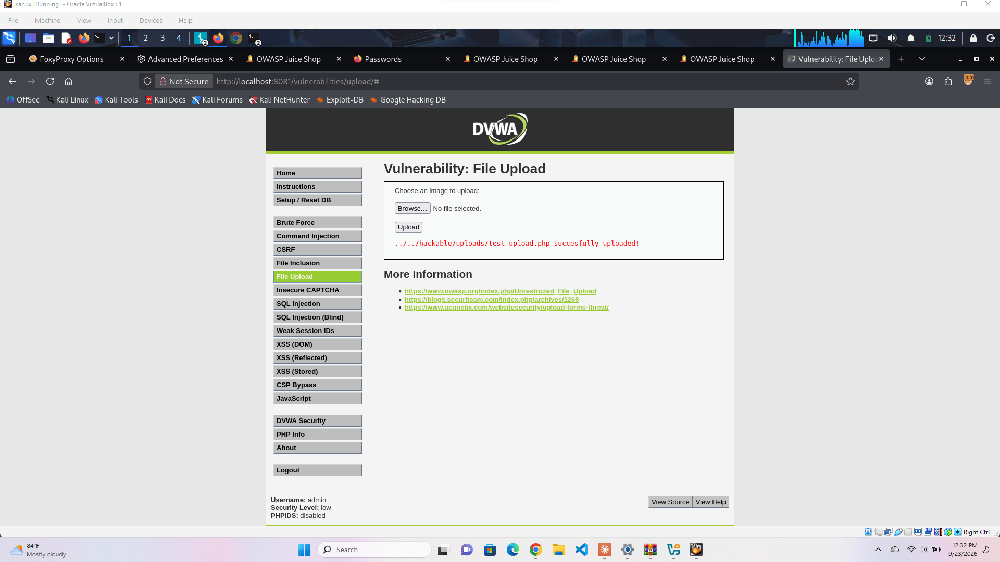 kanux [Running] - Oracle VirtualBox : 1
File Machine View Input Devices Help
1 2 3 4 2 2 12:32
FoxyProxy Options
Advanced Preferences
OWASP Juice Shop
Passwords
OWASP Juice Shop
OWASP Juice Shop
OWASP Juice Shop
Vulnerability: File Uplo
Not Secure http://localhost:8081/vulnerabilities/upload/#
Juic
OffSec Kali Linux Kali Tools Kali Docs Kali Forums Kali NetHunter Exploit-DB Google Hacking DB
DVWA
Home
Instructions
Setup / Reset DB
Brute Force
Command Injection
CSRF
File Inclusion
File Upload
Insecure CAPTCHA
SQL Injection
SQL Injection (Blind)
Weak Session IDs
XSS (DOM)
XSS (Reflected)
XSS (Stored)
CSP Bypass
JavaScript
DVWA Security
PHP Info
About
Logout
Vulnerability: File Upload
Choose an image to upload:
Browse... No file selected.
Upload
../../hackable/uploads/test_upload.php succesfully uploaded!
More Information
https://www.owasp.org/index.php/Unrestricted_File_Upload
https://blogs.securiteam.com/index.php/archives/1268
https://www.acunetix.com/websitesecurity/upload-forms-threat/
Username: admin
Security Level: low
PHPIDS: disabled
View Source View Help
Right Ctrl
84°F
Mostly cloudy
Search
12:32 PM
9/23/2026